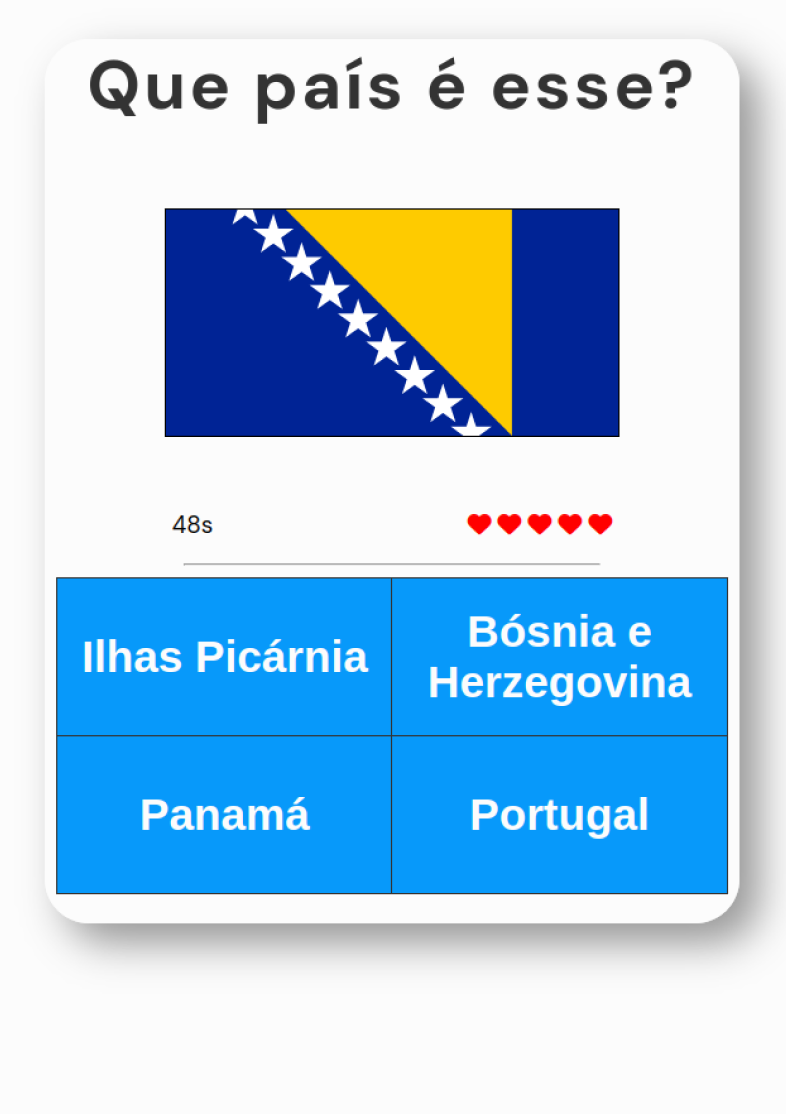 Que país é esse?
48s
Ilhas Picárnia
Bósnia e
Herzegovina
Panamá
Portugal